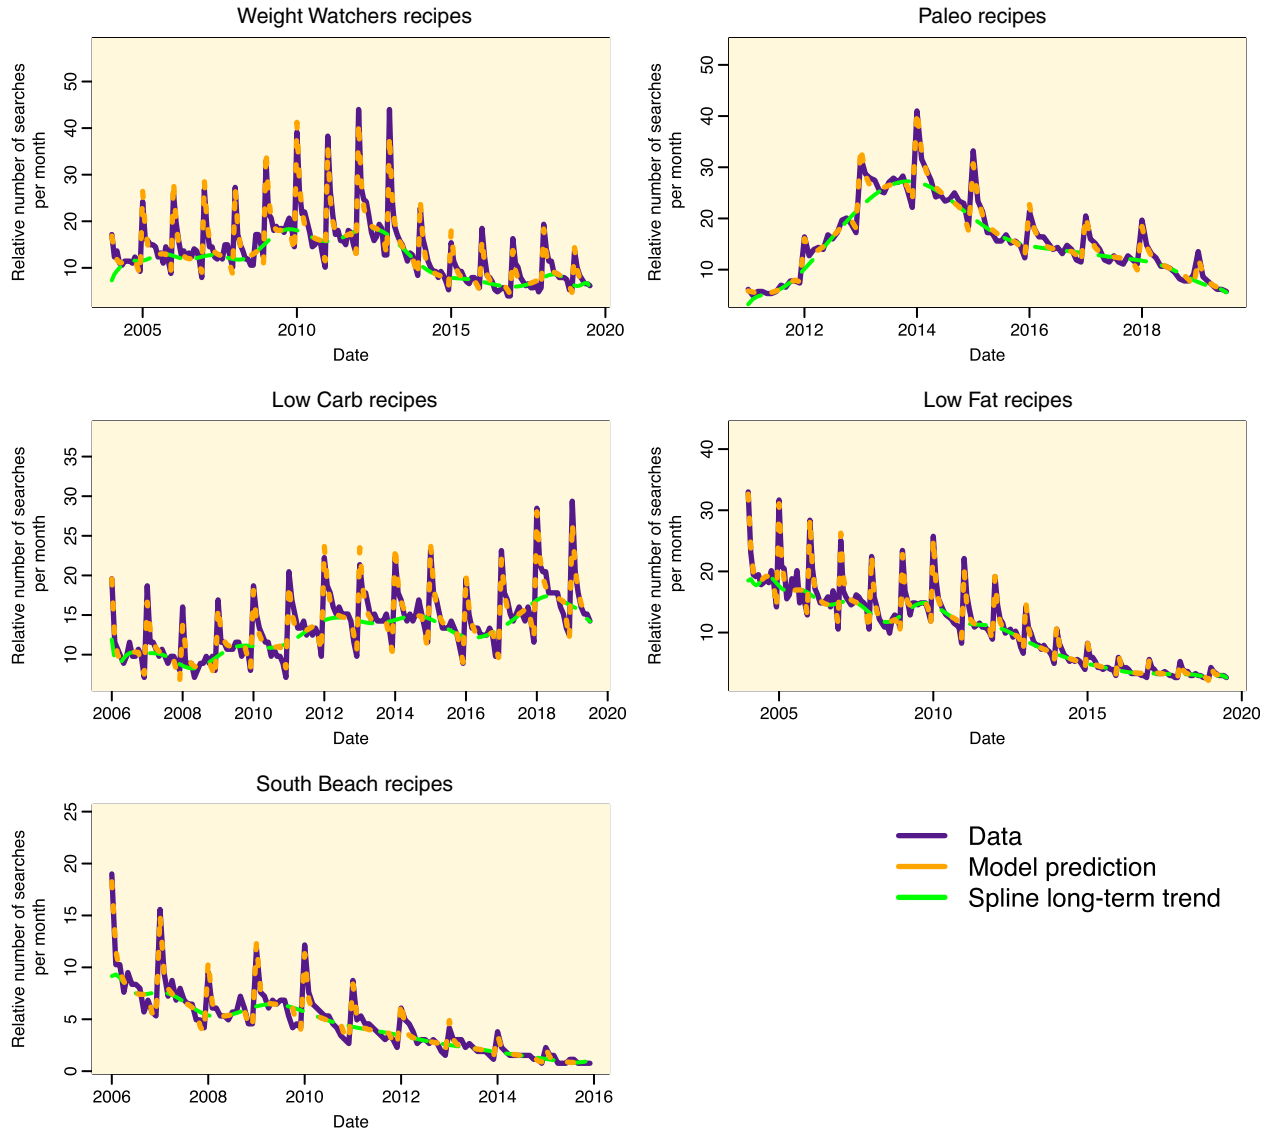 Weight Watchers recipes
Relative number of searches
per month
50
40
30
20
10
2005 2010 2015 2020
Date
Paleo recipes
Relative number of searches
per month
50
40
30
20
10
2012 2014 2016 2018
Date
Low Carb recipes
Relative number of searches
per month
35
30
25
20
15
10
2006 2008 2010 2012 2014 2016 2018 2020
Date
Low Fat recipes
Relative number of searches
per month
40
30
20
10
2005 2010 2015 2020
Date
South Beach recipes
Relative number of searches
per month
25
20
15
10
5
0
2006 2008 2010 2012 2014 2016
Date
Data
Model prediction
Spline long-term trend